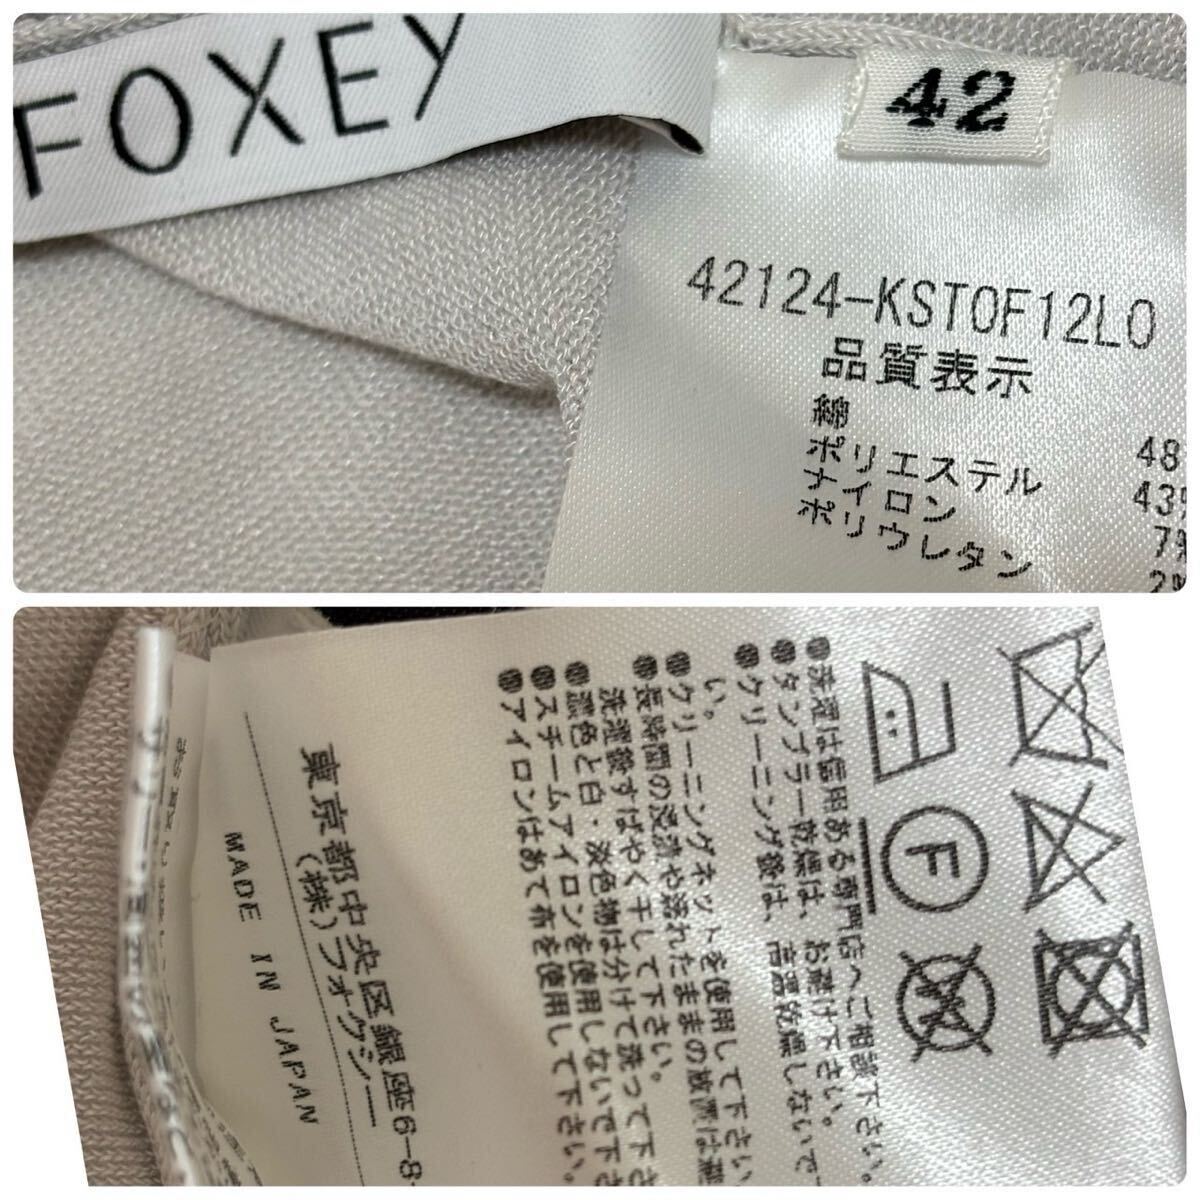 FOXEY
42
42124-KST0F12L0
品質表示
綿 48
ポリエステル 43%
ナイロン 7%
ポリウレタン 2%
F
W
●洗濯は信用ある専門店へご相談下さい。
●タンブラー乾燥は、お避け下さい。
●クリーニング後は、高温乾燥しないで
い。
●クリーニングネットを使用して下さい
●長時間の浸漬や濡れたままの放置は避
洗濯後すばやく干して下さい。
●濃色と白・淡色物は分けて洗って下さ
●スチームアイロンを使用しないで下さ
●アイロンはあて布を使用して下さい。
東京都中央区銀座6-8-
(株)フォクシー
MADE IN JAPAN